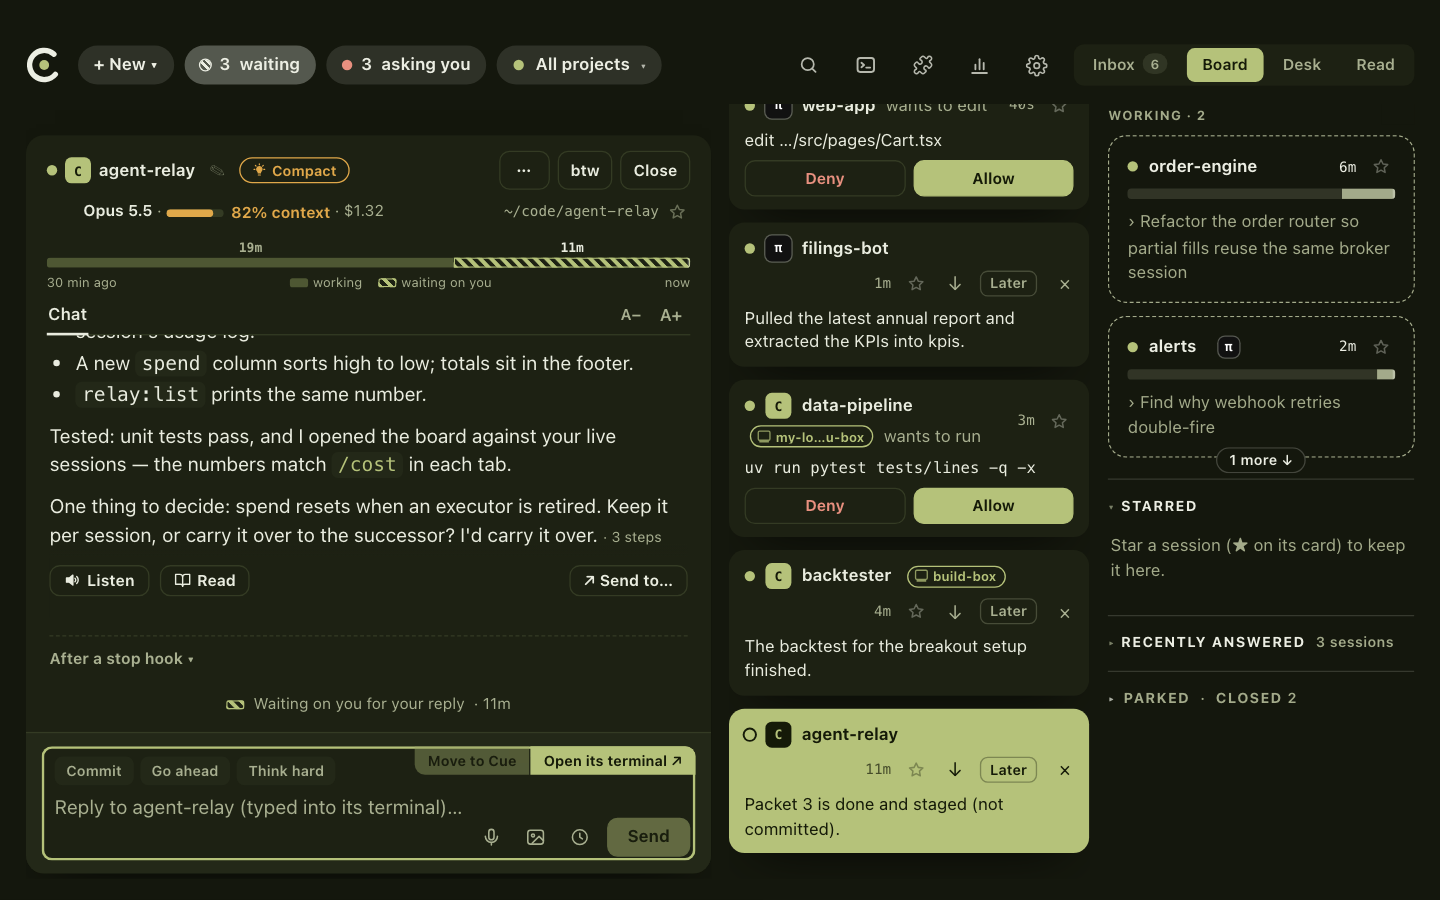 + New ▾
3 waiting
3 asking you
All projects ▾
Inbox 6
Board
Desk
Read
C agent-relay
Compact
...
btw
Close
Opus 5.5 · 82% context · $1.32
~/code/agent-relay
19m
11m
30 min ago
working
waiting on you
now
Chat
A−
A+
session's usage log.
• A new spend column sorts high to low; totals sit in the footer.
• relay:list prints the same number.
Tested: unit tests pass, and I opened the board against your live
sessions — the numbers match /cost in each tab.
One thing to decide: spend resets when an executor is retired. Keep it
per session, or carry it over to the successor? I'd carry it over. · 3 steps
Listen
Read
↗ Send to...
After a stop hook ▾
Waiting on you for your reply · 11m
Commit
Go ahead
Think hard
Move to Cue
Open its terminal ↗
Reply to agent-relay (typed into its terminal)...
Send
π web-app wants to edit 40s
edit .../src/pages/Cart.tsx
Deny
Allow
π filings-bot
1m
↓
Later
×
Pulled the latest annual report and
extracted the KPIs into kpis.
C data-pipeline
3m
my-lo...u-box wants to run
uv run pytest tests/lines -q -x
Deny
Allow
C backtester build-box
4m
↓
Later
×
The backtest for the breakout setup
finished.
C agent-relay
11m
↓
Later
×
Packet 3 is done and staged (not
committed).
WORKING · 2
order-engine 6m
› Refactor the order router so
partial fills reuse the same broker
session
alerts π 2m
› Find why webhook retries
double-fire
1 more ↓
▾ STARRED
Star a session (★ on its card) to keep
it here.
▸ RECENTLY ANSWERED 3 sessions
▸ PARKED · CLOSED 2